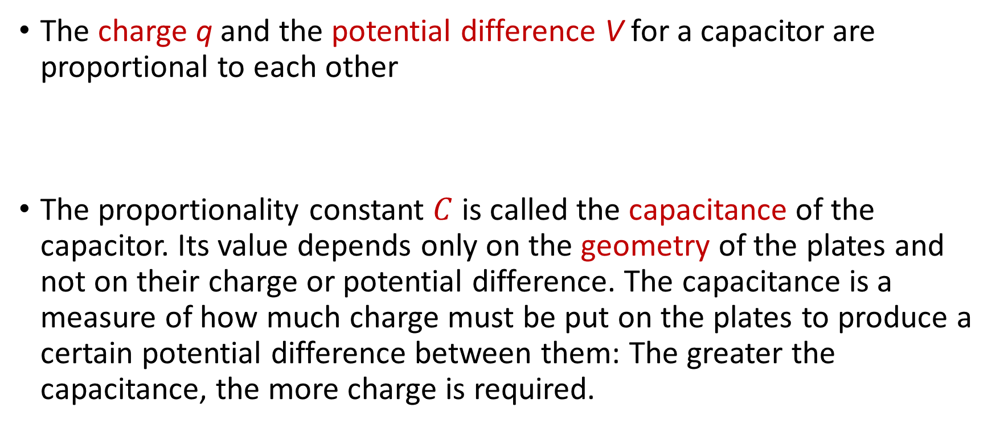 • The charge q and the potential difference V for a capacitor are
proportional to each other
• The proportionality constant C is called the capacitance of the
capacitor. Its value depends only on the geometry of the plates and
not on their charge or potential difference. The capacitance is a
measure of how much charge must be put on the plates to produce a
certain potential difference between them: The greater the
capacitance, the more charge is required.